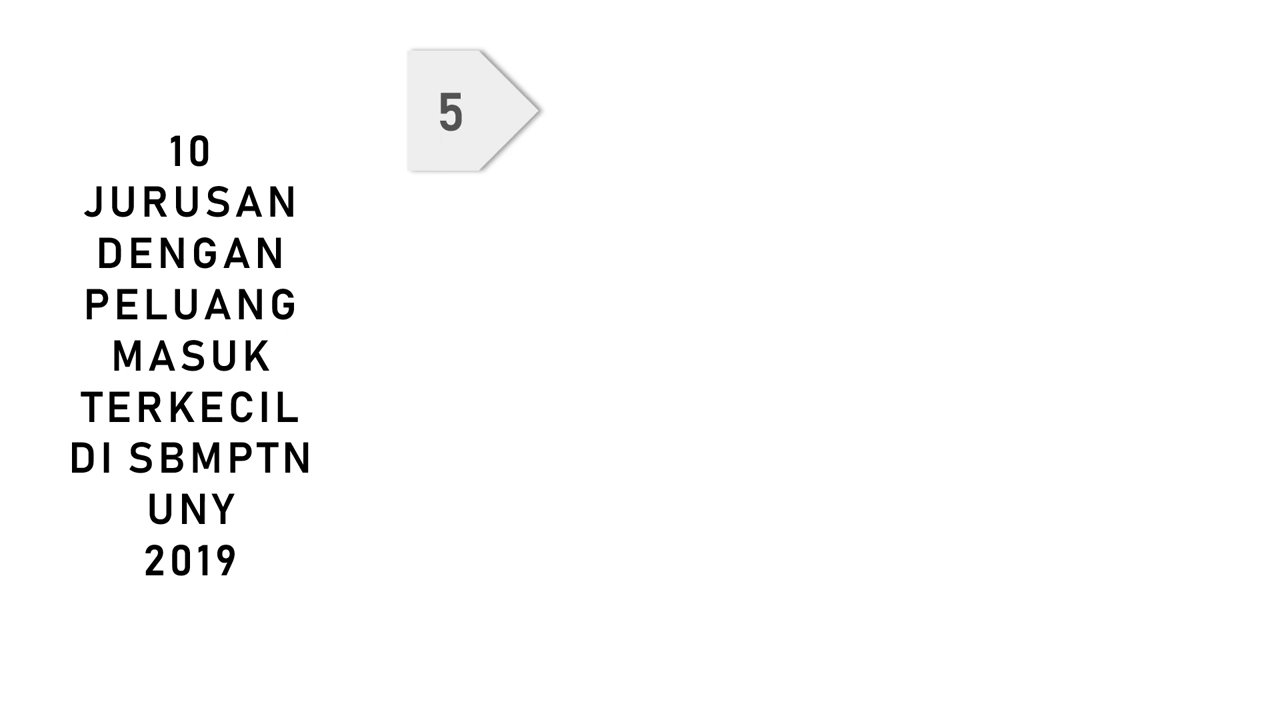 10
JURUSAN
DENGAN
PELUANG
MASUK
TERKECIL
DI SBMPTN
UNY
2019
5